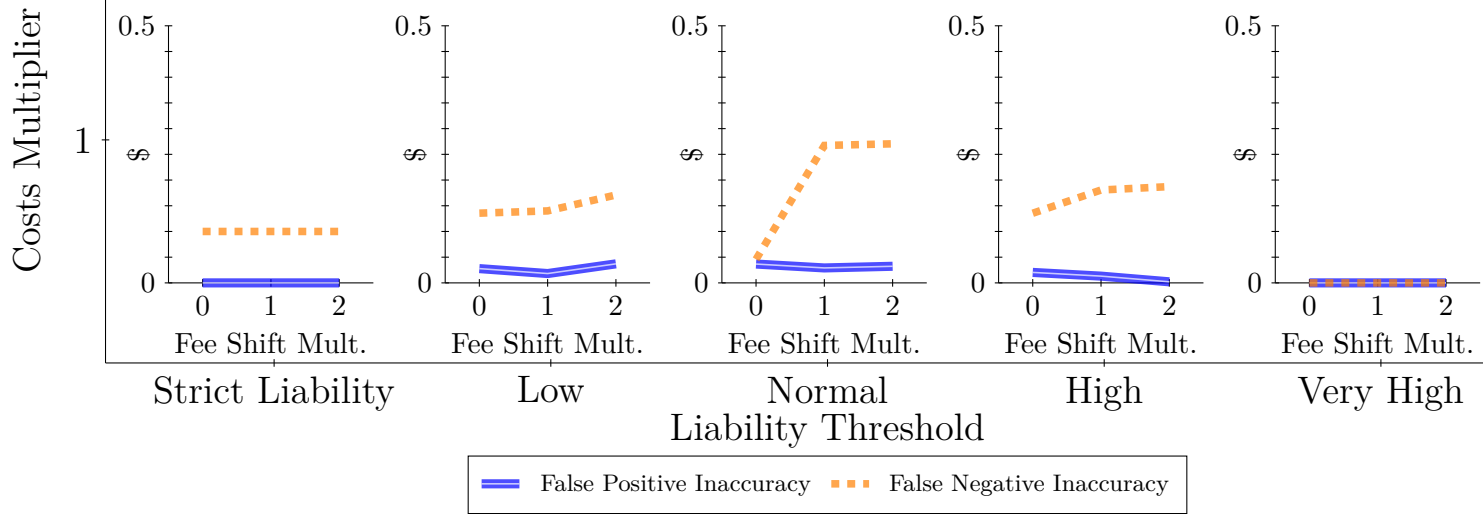 Costs Multiplier
1
0.5
$
0
0 1 2
Fee Shift Mult.
0.5
$
0
0 1 2
Fee Shift Mult.
0.5
$
0
0 1 2
Fee Shift Mult.
0.5
$
0
0 1 2
Fee Shift Mult.
0.5
$
0
0 1 2
Fee Shift Mult.
Strict Liability
Low
Normal
High
Very High
Liability Threshold
False Positive Inaccuracy
False Negative Inaccuracy